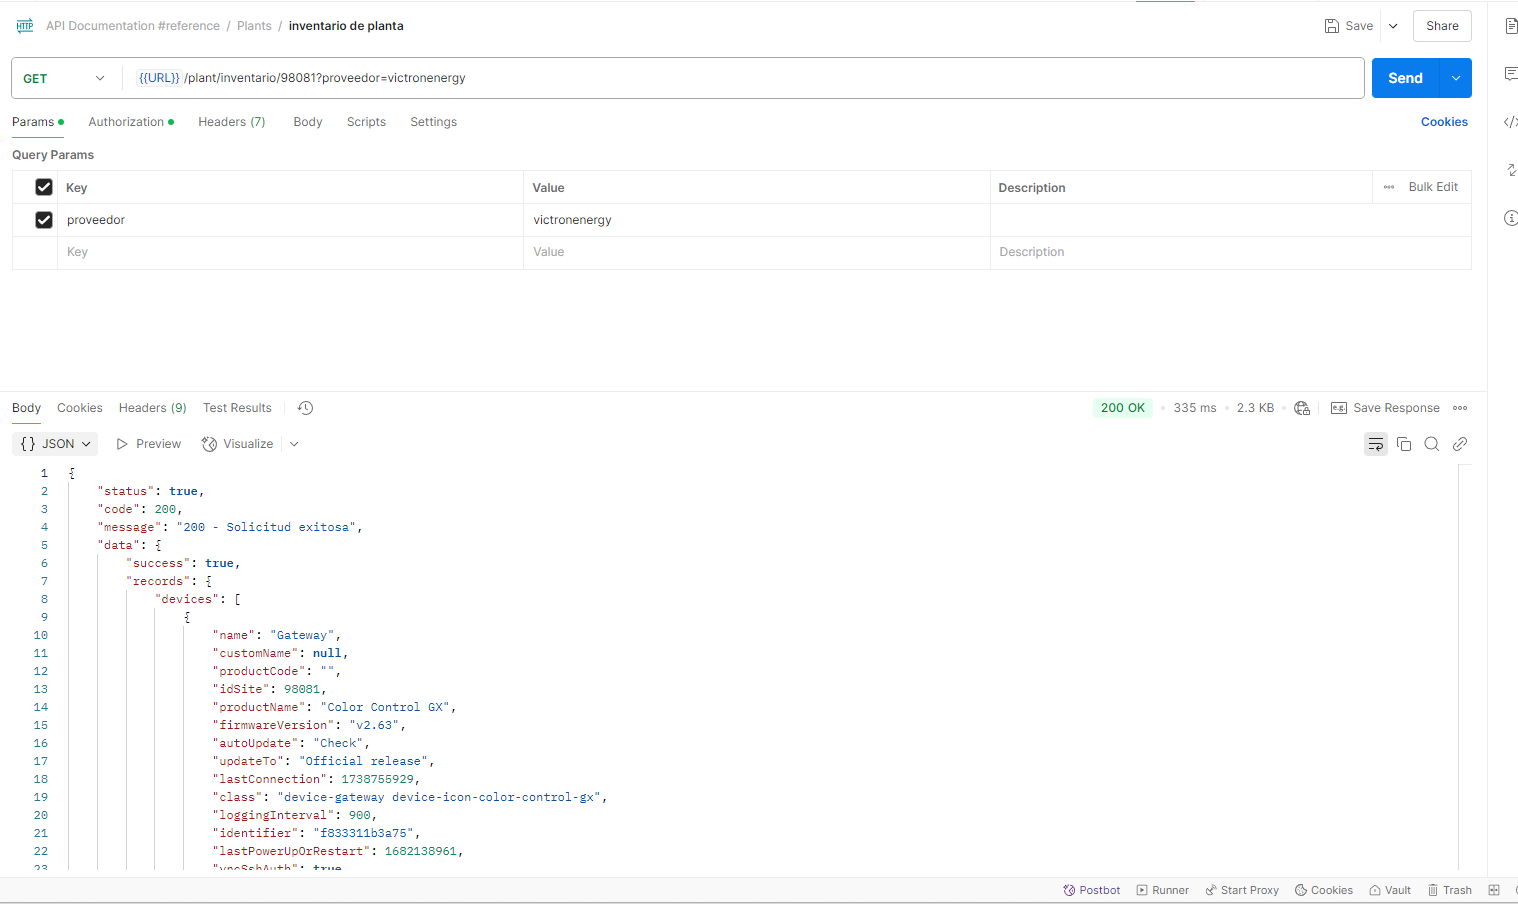 HTTP API Documentation #reference / Plants / inventario de planta
Save Share
GET {{URL}} /plant/inventario/98081?proveedor=victronenergy Send
Params Authorization Headers (7) Body Scripts Settings Cookies
Query Params
Key Value Description ••• Bulk Edit
proveedor victronenergy
Key Value Description
Body Cookies Headers (9) Test Results 200 OK • 335 ms • 2.3 KB • e.g. Save Response
{} JSON Preview Visualize
1 {
2 "status": true,
3 "code": 200,
4 "message": "200 - Solicitud exitosa",
5 "data": {
6 "success": true,
7 "records": {
8 "devices": [
9 {
10 "name": "Gateway",
11 "customName": null,
12 "productCode": "",
13 "idSite": 98081,
14 "productName": "Color Control GX",
15 "firmwareVersion": "v2.63",
16 "autoUpdate": "Check",
17 "updateTo": "Official release",
18 "lastConnection": 1738755929,
19 "class": "device-gateway device-icon-color-control-gx",
20 "loggingInterval": 900,
21 "identifier": "f833311b3a75",
22 "lastPowerUpOrRestart": 1682138961,
23 "vncSshAuth": true
Postbot Runner Start Proxy Cookies Vault Trash